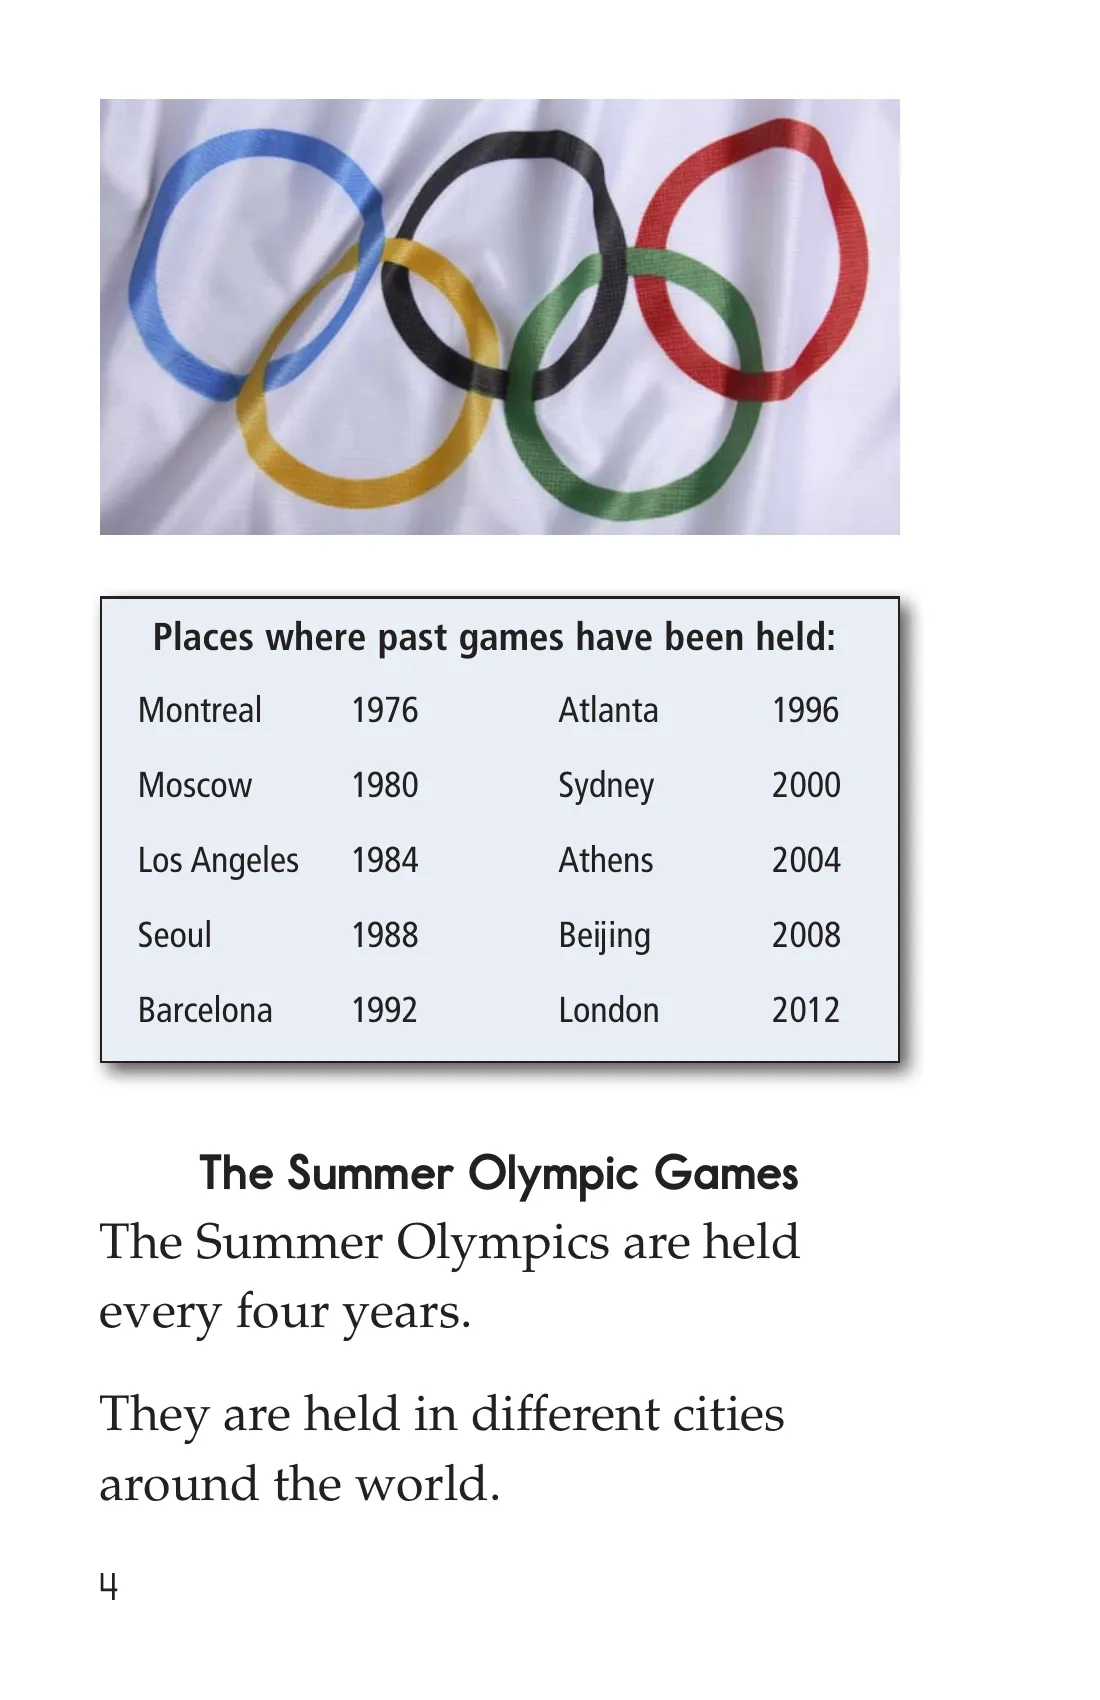 Places where past games have been held:
Montreal 1976 Atlanta 1996
Moscow 1980 Sydney 2000
Los Angeles 1984 Athens 2004
Seoul 1988 Beijing 2008
Barcelona 1992 London 2012
The Summer Olympic Games
The Summer Olympics are held
every four years.
They are held in different cities
around the world.
4